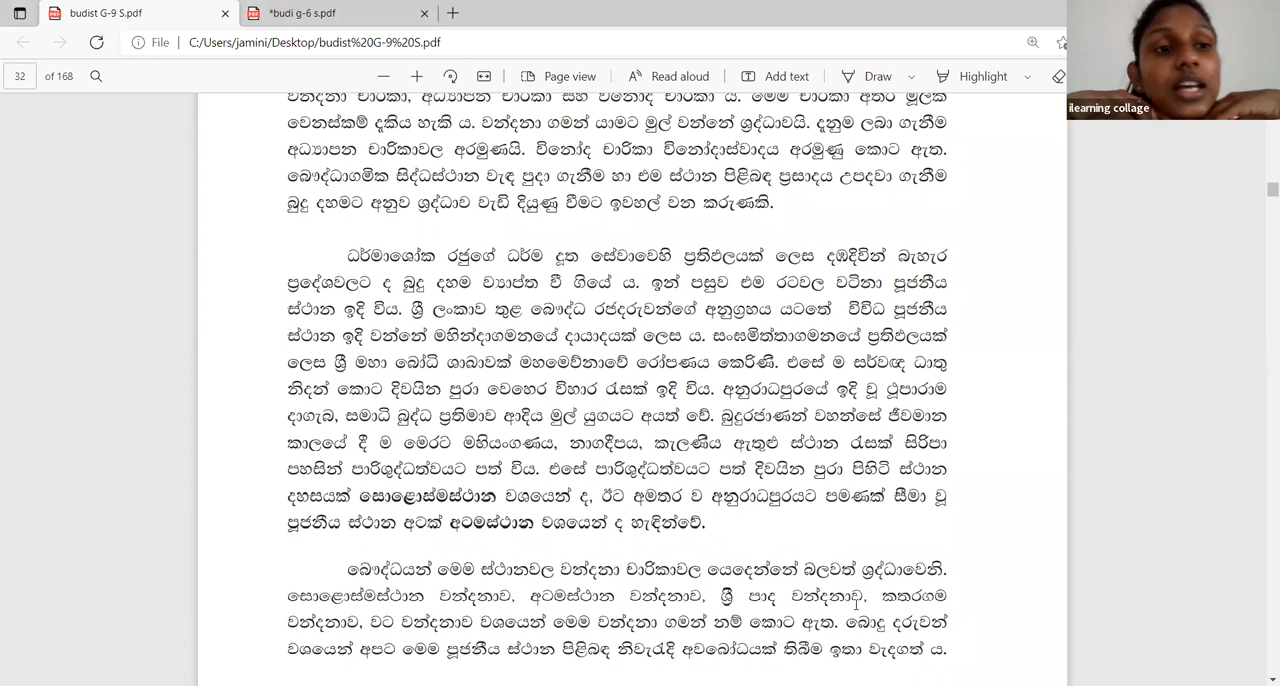 budist G-9 S.pdf
*budi g-6 s.pdf
File C:/Users/jamini/Desktop/budist%20G-9%20S.pdf
32 of 168 Page view Read aloud Add text Draw Highlight
ilearning collage
වන්දනා චාරිකා, අධ්‍යාපන චාරිකා සහ විනෝද චාරිකා ය. මෙම චාරිකා අතර මූලික
වෙනස්කම් දැකිය හැකි ය. වන්දනා ගමන් යාමට මුල් වන්නේ ශ්‍රද්ධාවයි. දැනුම ලබා ගැනීම
අධ්‍යාපන චාරිකාවල අරමුණයි. විනෝද චාරිකා විනෝදාස්වාදය අරමුණු කොට ඇත.
බෞද්ධාගමික සිද්ධස්ථාන වැඳ පුදා ගැනීම හා එම ස්ථාන පිළිබඳ ප්‍රසාදය උපදවා ගැනීම
බුදු දහමට අනුව ශ්‍රද්ධාව වැඩි දියුණු වීමට ඉවහල් වන කරුණකි.
ධර්මාශෝක රජුගේ ධර්ම දූත සේවාවෙහි ප්‍රතිඵලයක් ලෙස දඹදිවින් බැහැර
ප්‍රදේශවලට ද බුදු දහම ව්‍යාප්ත වී ගියේ ය. ඉන් පසුව එම රටවල වටිනා පූජනීය
ස්ථාන ඉදි විය. ශ්‍රී ලංකාව තුළ බෞද්ධ රජදරුවන්ගේ අනුග්‍රහය යටතේ විවිධ පූජනීය
ස්ථාන ඉදි වන්නේ මහින්දාගමනයේ දායාදයක් ලෙස ය. සංඝමිත්තාගමනයේ ප්‍රතිඵලයක්
ලෙස ශ්‍රී මහා බෝධි ශාඛාවක් මහමෙව්නාවේ රෝපණය කෙරිණි. එසේ ම සර්වඥ ධාතු
නිදන් කොට දිවයින පුරා වෙහෙර විහාර රැසක් ඉදි විය. අනුරාධපුරයේ ඉදි වූ ථූපාරාම
දාගැබ, සමාධි බුද්ධ ප්‍රතිමාව ආදිය මුල් යුගයට අයත් වේ. බුදුරජාණන් වහන්සේ ජීවමාන
කාලයේ දී ම මෙරට මහියංගණය, නාගදීපය, කැලණිය ඇතුළු ස්ථාන රැසක් සිරිපා
පහසින් පාරිශුද්ධත්වයට පත් විය. එසේ පාරිශුද්ධත්වයට පත් දිවයින පුරා පිහිටි ස්ථාන
දහසයක් සොළොස්මස්ථාන වශයෙන් ද, ඊට අමතර ව අනුරාධපුරයට පමණක් සීමා වූ
පූජනීය ස්ථාන අටක් අටමස්ථාන වශයෙන් ද හැඳින්වේ.
බෞද්ධයන් මෙම ස්ථානවල වන්දනා චාරිකාවල යෙදෙන්නේ බලවත් ශ්‍රද්ධාවෙනි.
සොළොස්මස්ථාන වන්දනාව, අටමස්ථාන වන්දනාව, ශ්‍රී පාද වන්දනාව, කතරගම
වන්දනාව, වට වන්දනාව වශයෙන් මෙම වන්දනා ගමන් නම් කොට ඇත. බොදු දරුවන්
වශයෙන් අපට මෙම පූජනීය ස්ථාන පිළිබඳ නිවැරැදි අවබෝධයක් තිබීම ඉතා වැදගත් ය.